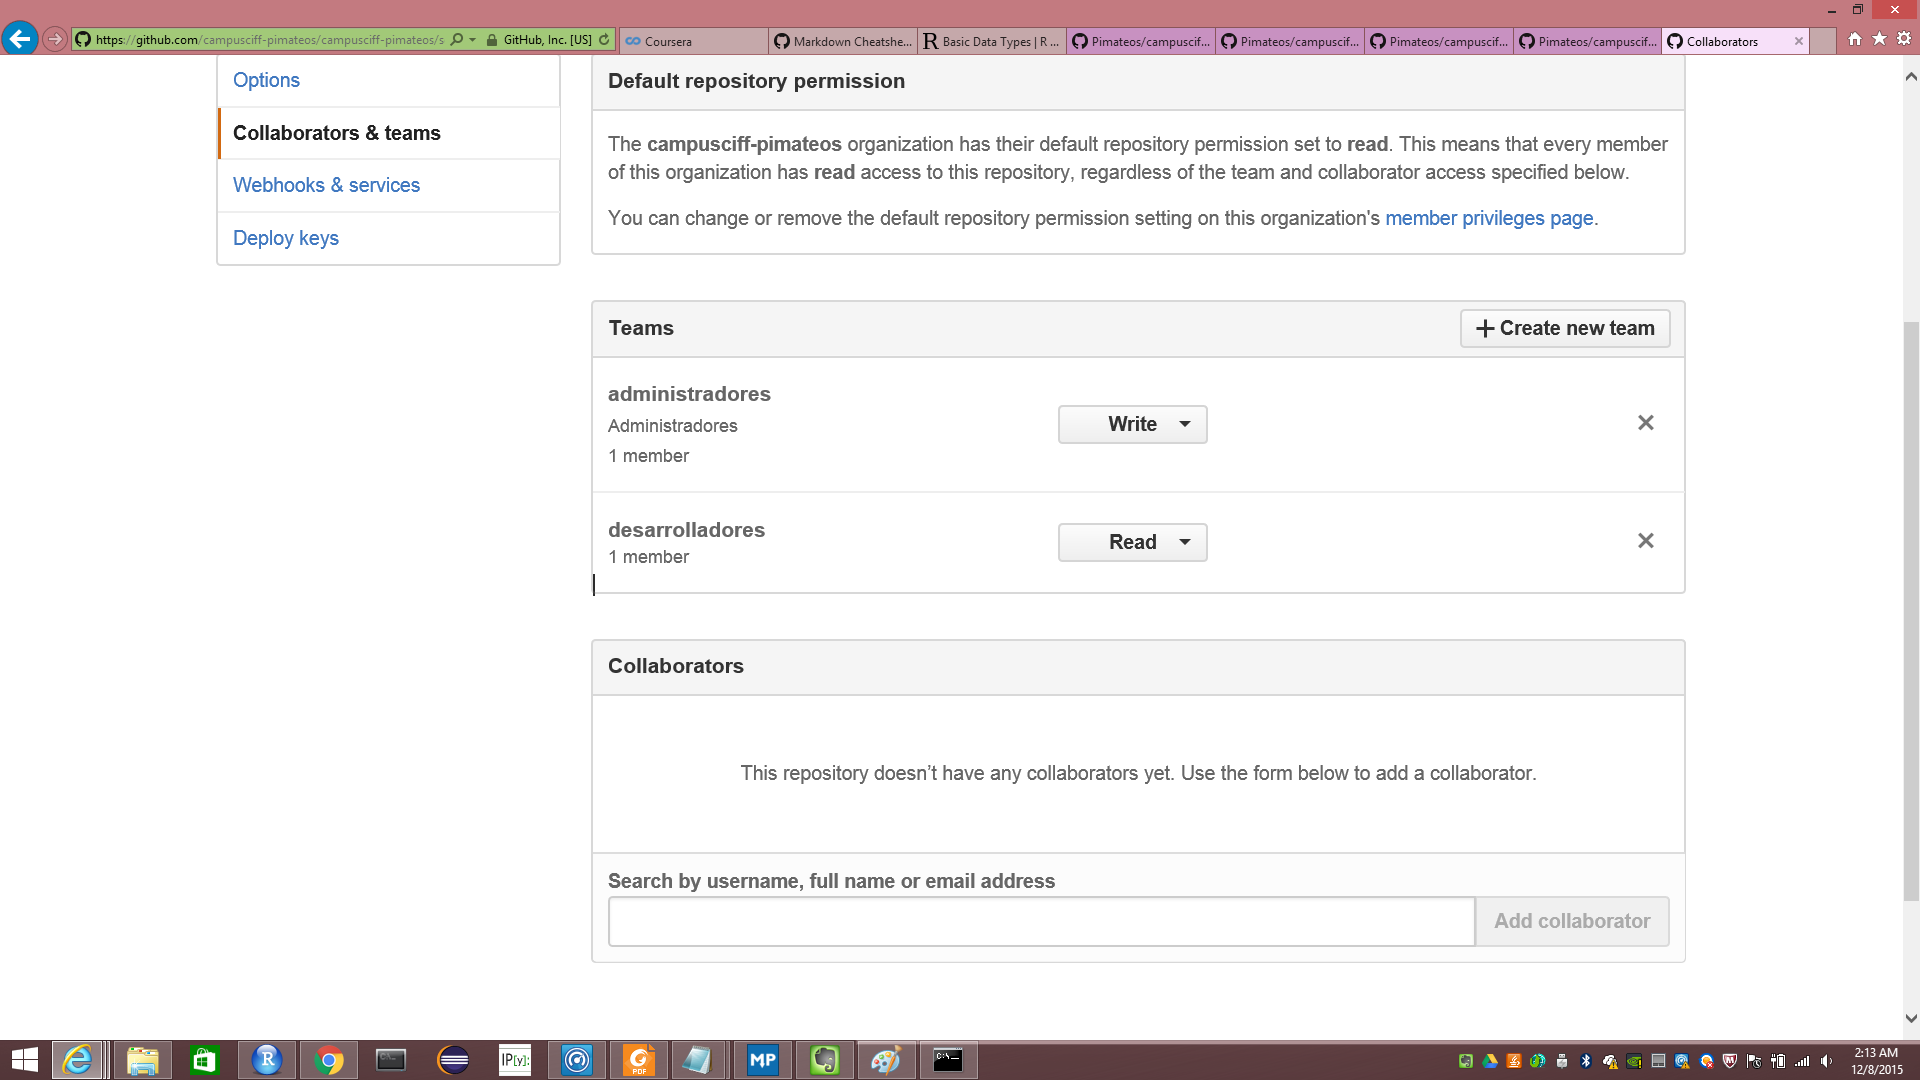 https://github.com/campusciff-pimateos/campusciff-pimateos/s
GitHub, Inc. [US]
Coursera
Markdown Cheatshe...
Basic Data Types | R ...
Pimateos/campuscif...
Pimateos/campuscif...
Pimateos/campuscif...
Pimateos/campuscif...
Collaborators
Options
Collaborators & teams
Webhooks & services
Deploy keys
Default repository permission
The campusciff-pimateos organization has their default repository permission set to read. This means that every member
of this organization has read access to this repository, regardless of the team and collaborator access specified below.
You can change or remove the default repository permission setting on this organization's member privileges page.
Teams
Create new team
administradores
Administradores
1 member
Write
desarrolladores
1 member
Read
Collaborators
This repository doesn’t have any collaborators yet. Use the form below to add a collaborator.
Search by username, full name or email address
Add collaborator
R
IP[y]:
PDF
MP
C:\
2:13 AM
12/8/2015